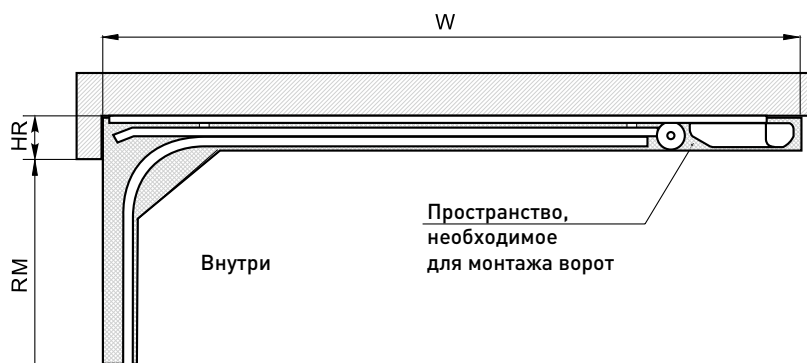 W
HR
RM
Пространство,
необходимое
для монтажа ворот
Внутри